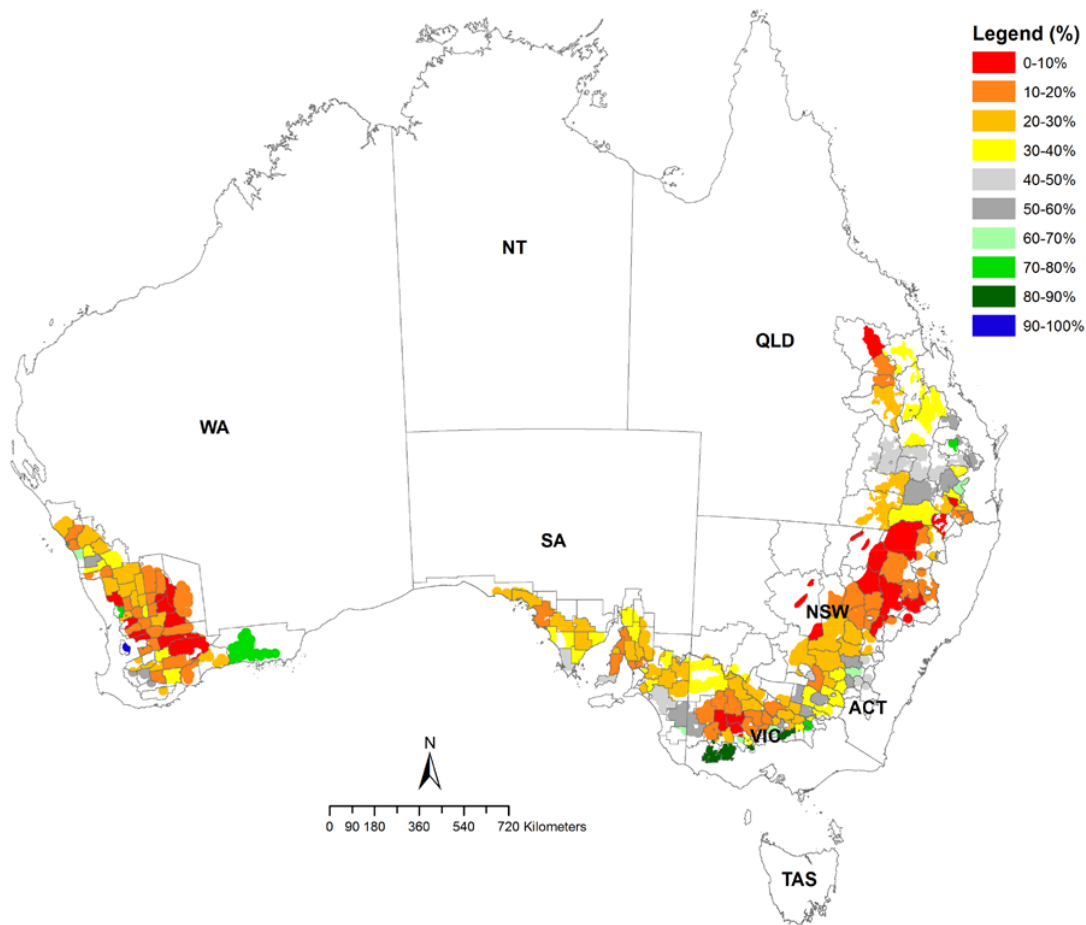 Legend (%)
0-10%
10-20%
20-30%
30-40%
40-50%
50-60%
60-70%
70-80%
80-90%
90-100%
NT
QLD
WA
SA
NSW
ACT
VIC
N
0 90 180 360 540 720 Kilometers
TAS